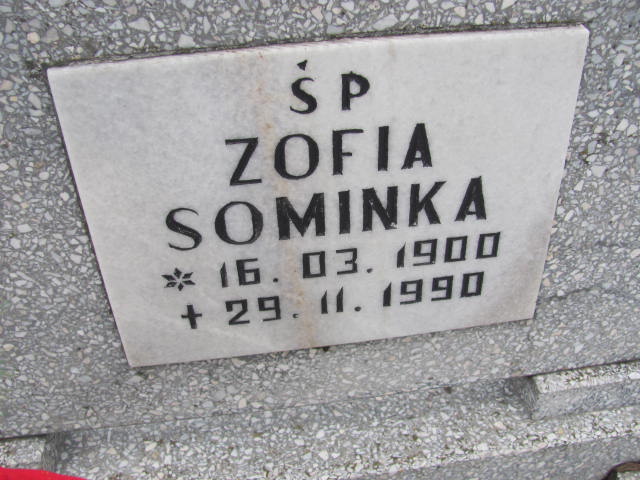 ŚP
ZOFIA
SOMINKA
* 16. 03. 1900
+ 29. 11. 1990